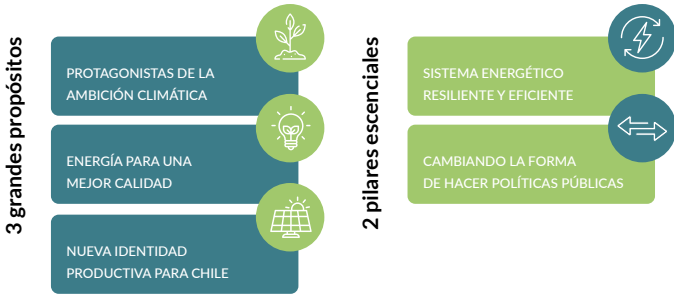 3 grandes propósitos
PROTAGONISTAS DE LA
AMBICIÓN CLIMÁTICA
ENERGÍA PARA UNA
MEJOR CALIDAD
NUEVA IDENTIDAD
PRODUCTIVA PARA CHILE
2 pilares escenciales
SISTEMA ENERGÉTICO
RESILIENTE Y EFICIENTE
CAMBIANDO LA FORMA
DE HACER POLÍTICAS PÚBLICAS